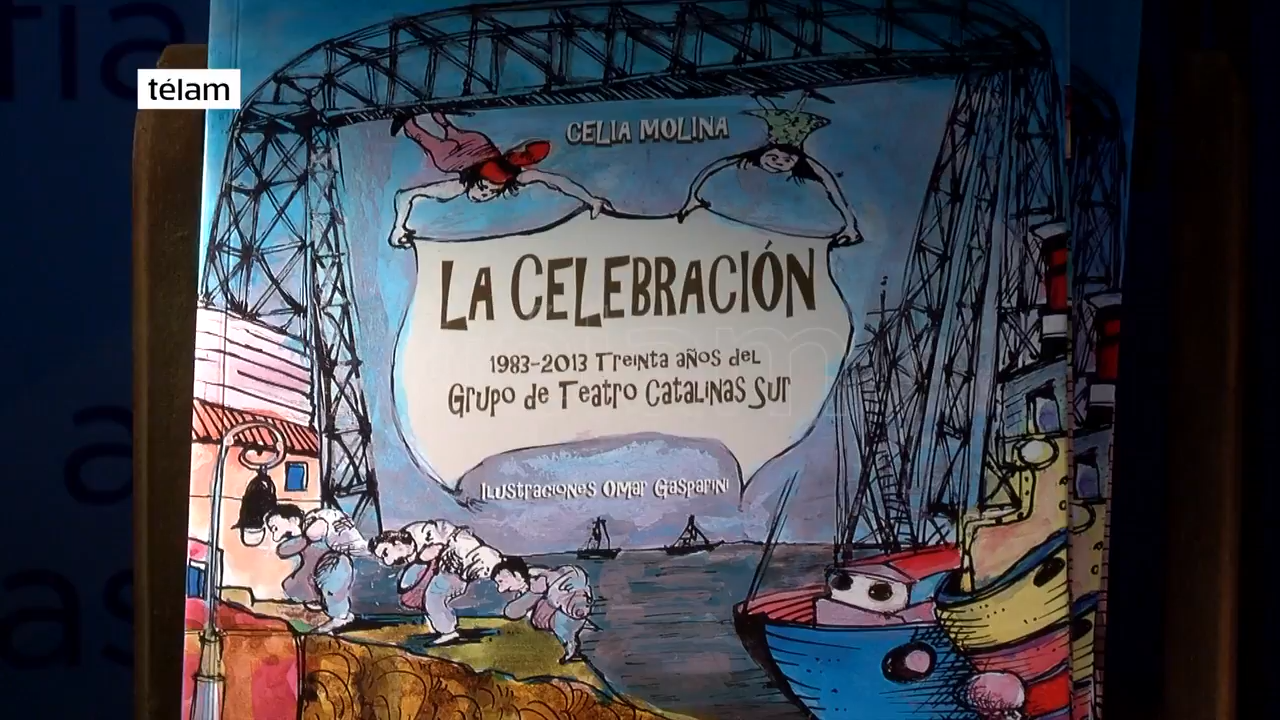 télam
CELIA MOLINA
LA CELEBRACIÓN
1983-2013 Treinta años del
Grupo de Teatro Catalinas Sur
Ilustraciones Omar Gasparini